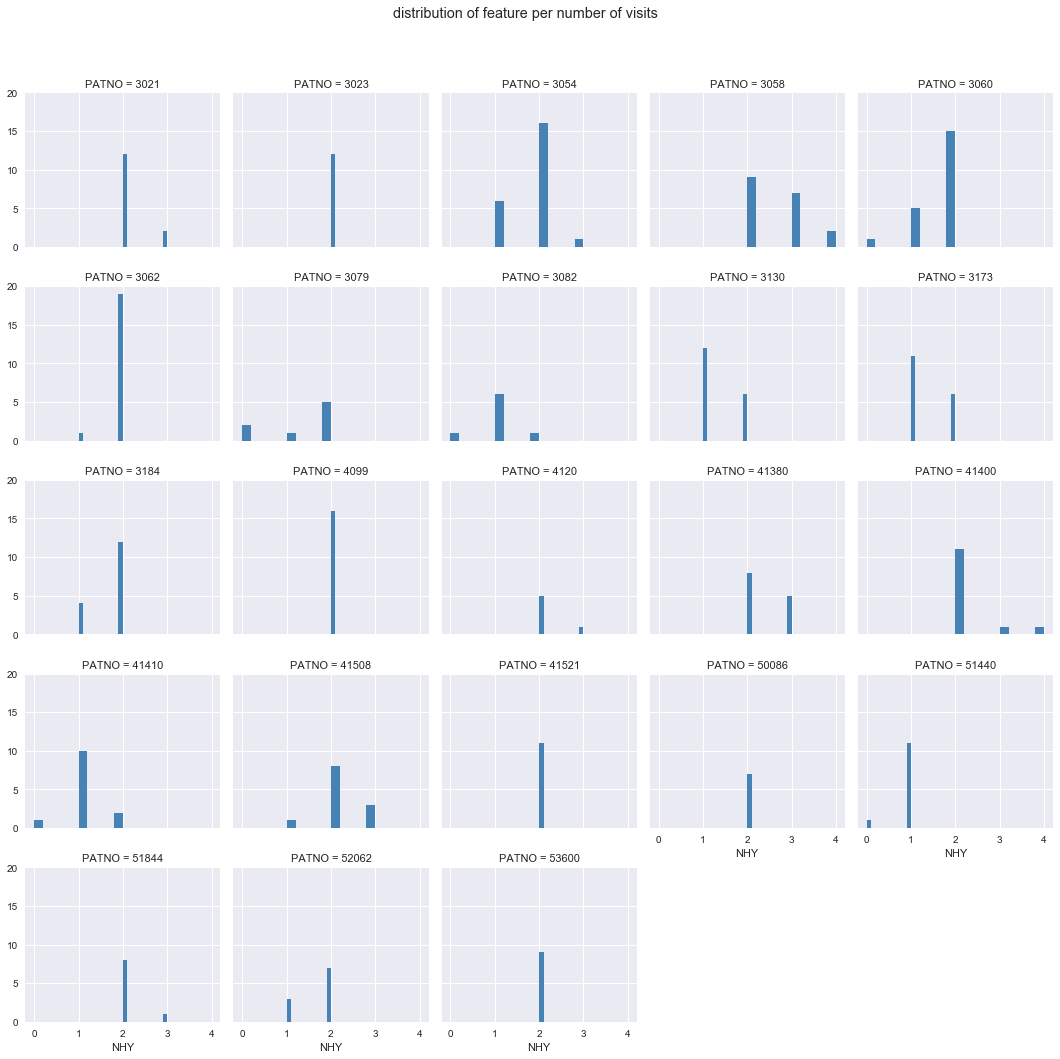 distribution of feature per number of visits
PATNO = 3021 PATNO = 3023 PATNO = 3054 PATNO = 3058 PATNO = 3060
20
15
10
5
0
PATNO = 3062 PATNO = 3079 PATNO = 3082 PATNO = 3130 PATNO = 3173
20
15
10
5
0
PATNO = 3184 PATNO = 4099 PATNO = 4120 PATNO = 41380 PATNO = 41400
20
15
10
5
0
PATNO = 41410 PATNO = 41508 PATNO = 41521 PATNO = 50086 PATNO = 51440
20
15
10
5
0
0 1 2 3 4 0 1 2 3 4
NHY NHY
PATNO = 51844 PATNO = 52062 PATNO = 53600
20
15
10
5
0
0 1 2 3 4 0 1 2 3 4 0 1 2 3 4
NHY NHY NHY